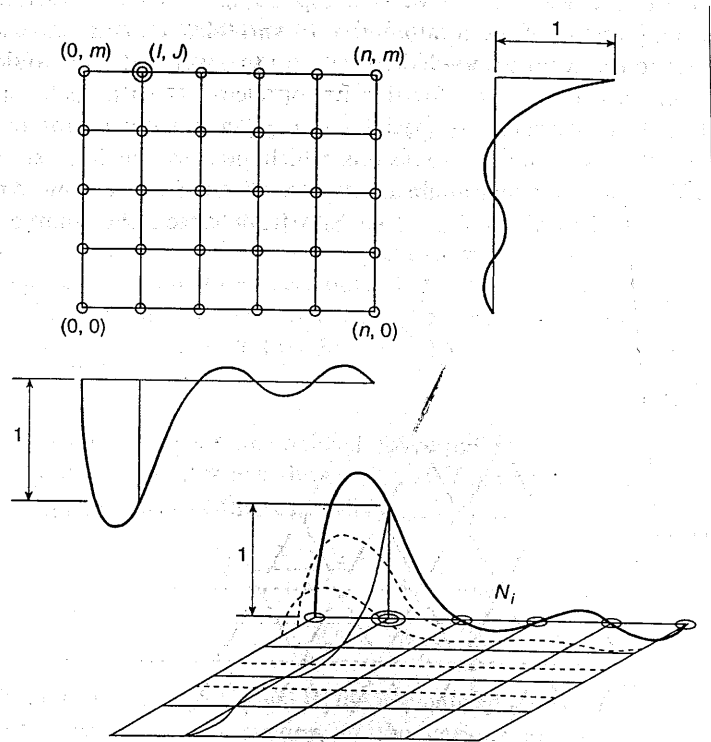 1
(0, m) (I, J) (n, m)
(0, 0) (n, 0)
1
1
N_i